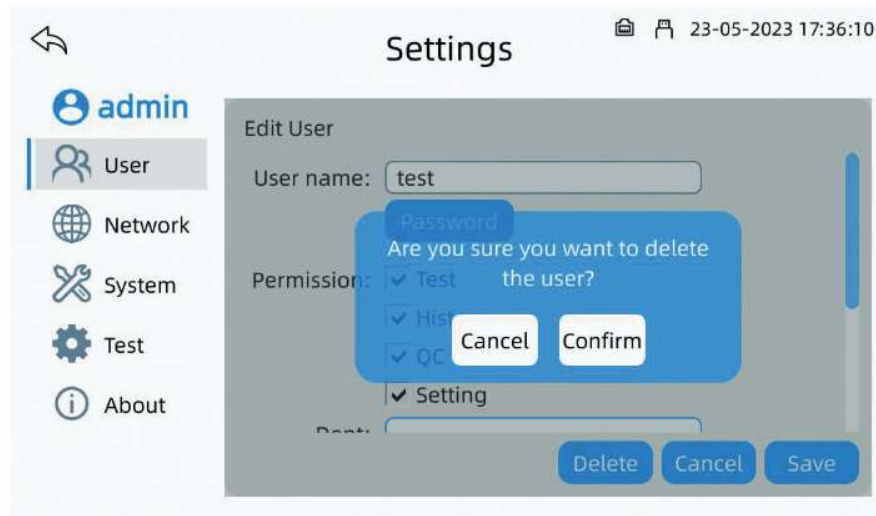 Settings
23-05-2023 17:36:10
admin
User
Network
System
Test
About
Edit User
User name: test
Password
Are you sure you want to delete
the user?
Permission: Test
QC
Cancel Confirm
Setting
Delete Cancel Save